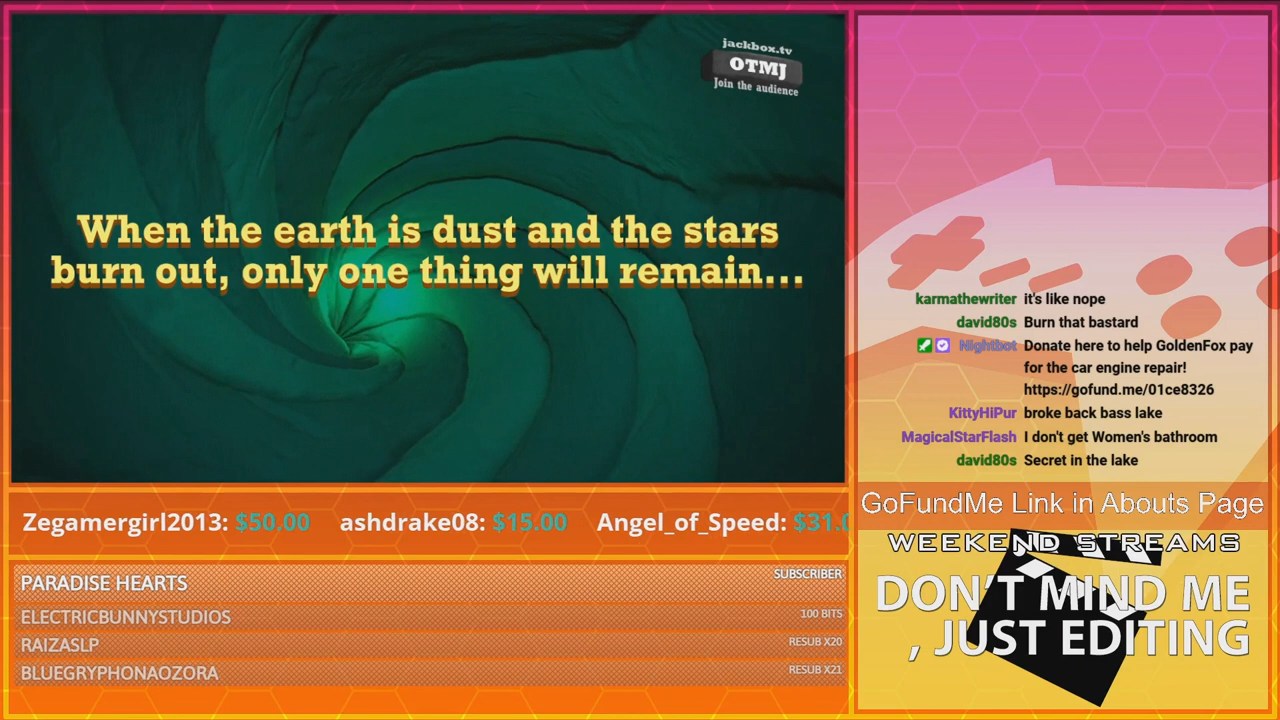 jackbox.tv
OTMJ
Join the audience
When the earth is dust and the stars
burn out, only one thing will remain...
karmathewriter it's like nope
david80s Burn that bastard
Nightbot Donate here to help GoldenFox pay
for the car engine repair!
https://gofund.me/01ce8326
KittyHiPur broke back bass lake
MagicalStarFlash I don't get Women's bathroom
david80s Secret in the lake
GoFundMe Link in Abouts Page
WEEKEND STREAMS
DON'T MIND ME
, JUST EDITING
Zegamergirl2013: $50.00 ashdrake08: $15.00 Angel_of_Speed: $31.0
PARADISE HEARTS SUBSCRIBER
ELECTRICBUNNYSTUDIOS 100 BITS
RAIZASLP RESUB X20
BLUEGRYPHONAOZORA RESUB X21